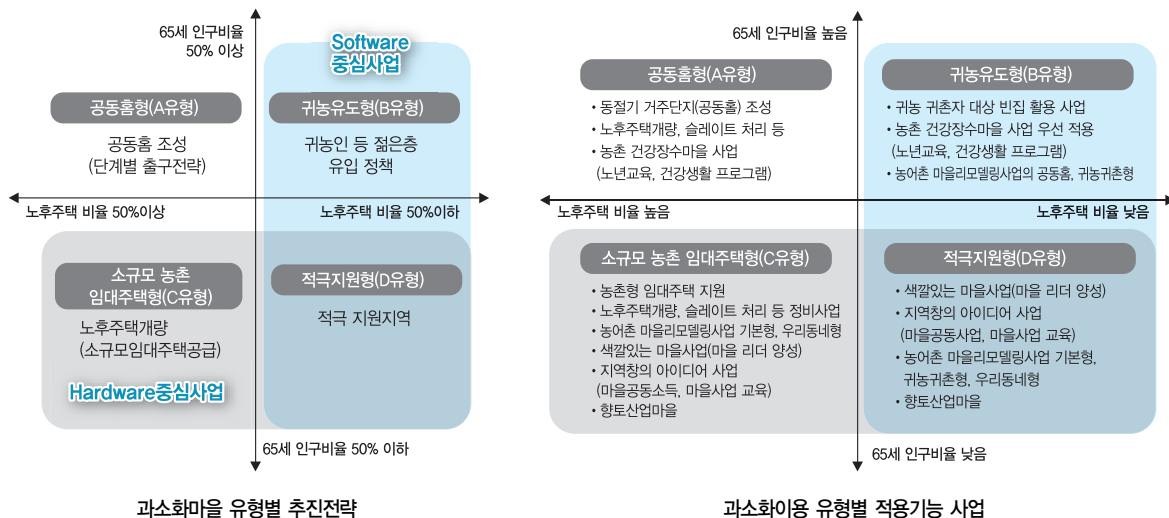 65세 인구비율
50% 이상
Software
중심사업
공동홈형(A유형)
공동홈 조성
(단계별 출구전략)
귀농유도형(B유형)
귀농인 등 젊은층
유입 정책
노후주택 비율 50%이상
노후주택 비율 50%이하
소규모 농촌
임대주택형(C유형)
노후주택개량
(소규모임대주택공급)
Hardware중심사업
적극지원형(D유형)
적극 지원지역
65세 인구비율 50% 이하
과소화마을 유형별 추진전략
65세 인구비율 높음
공동홈형(A유형)
• 동절기 거주단지(공동홀) 조성
• 노후주택개량, 슬레이트 처리 등
• 농촌 건강장수마을 사업
(노년교육, 건강생활 프로그램)
귀농유도형(B유형)
• 귀농 귀촌자 대상 빈집 활용 사업
• 농촌 건강장수마을 사업 우선 적용
(노년교육, 건강생활 프로그램)
• 농어촌 마을리모델링사업의 공동홈, 귀농귀촌형
노후주택 비율 높음
노후주택 비율 낮음
소규모 농촌 임대주택형(C유형)
• 농촌형 임대주택 지원
• 노후주택개량, 슬레이트 처리 등 정비사업
• 농어촌 마을리모델링사업 기본형, 우리동네형
• 색깔있는 마을사업(마을 리더 양성)
• 지역창의 아이디어 사업
(마을공동소득, 마을사업 교육)
• 향토산업마을
적극지원형(D유형)
• 색깔있는 마을사업(마을 리더 양성)
• 지역창의 아이디어 사업
(마을공동사업, 마을사업 교육)
• 농어촌 마을리모델링사업 기본형,
귀농귀촌형, 우리동네형
• 향토산업마을
65세 인구비율 낮음
과소화이용 유형별 적용기능 사업